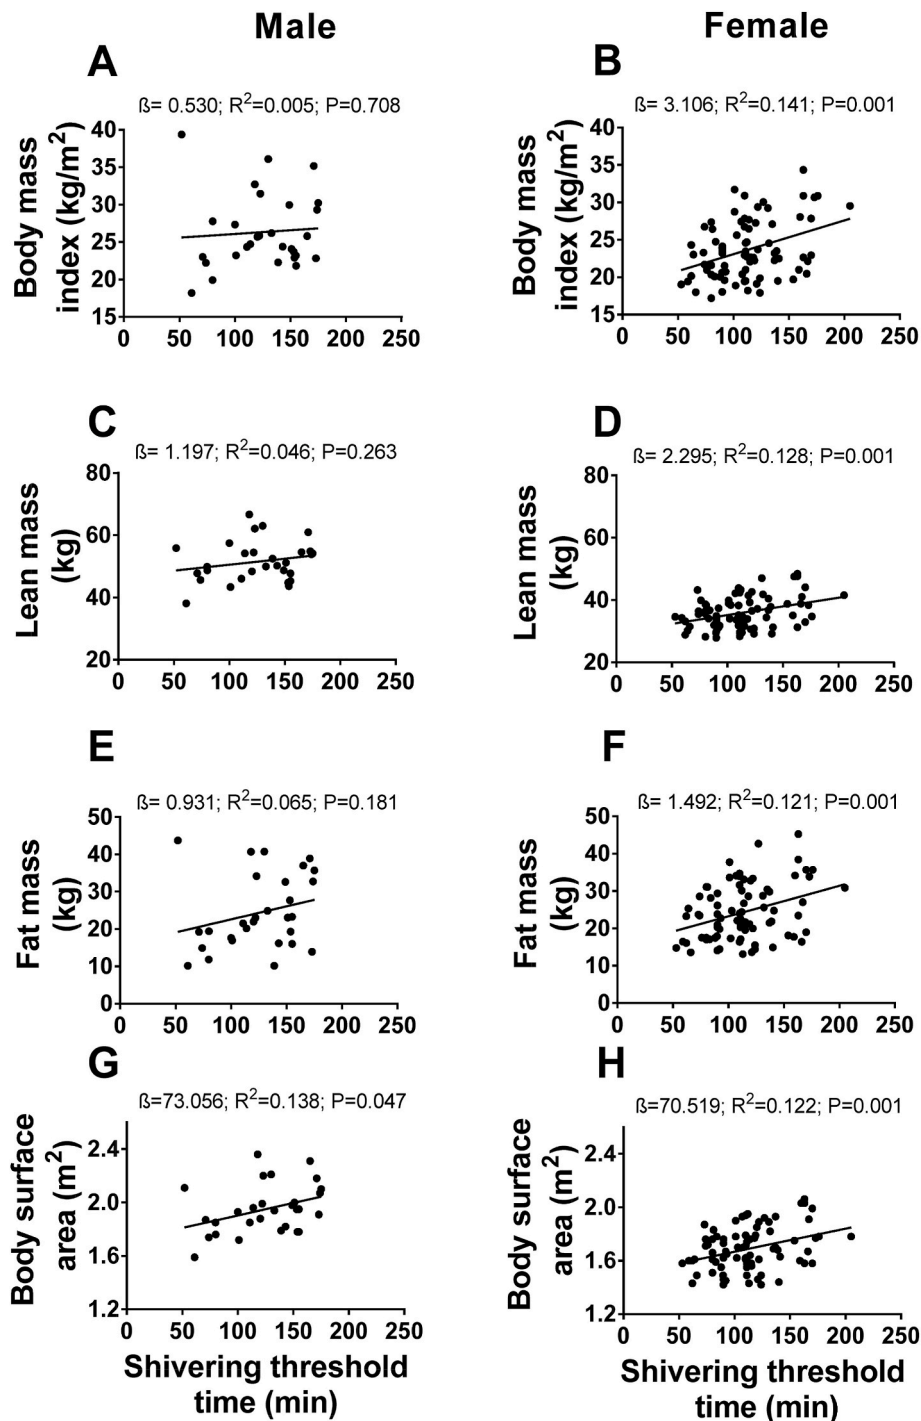 Male
Female
A
B
ß= 0.530; R²=0.005; P=0.708
ß= 3.106; R²=0.141; P=0.001
Body mass
index (kg/m²)
40
35
30
25
20
15
0 50 100 150 200 250
Body mass
index (kg/m²)
40
35
30
25
20
15
0 50 100 150 200 250
C
D
ß= 1.197; R²=0.046; P=0.263
ß= 2.295; R²=0.128; P=0.001
Lean mass
(kg)
80
60
40
20
0 50 100 150 200 250
Lean mass
(kg)
80
60
40
20
0 50 100 150 200 250
E
F
ß= 0.931; R²=0.065; P=0.181
ß= 1.492; R²=0.121; P=0.001
Fat mass
(kg)
50
40
30
20
10
0
0 50 100 150 200 250
Fat mass
(kg)
50
40
30
20
10
0
0 50 100 150 200 250
G
H
ß=73.056; R²=0.138; P=0.047
ß=70.519; R²=0.122; P=0.001
Body surface
area (m²)
2.4
2.0
1.6
1.2
0 50 100 150 200 250
Shivering threshold
time (min)
Body surface
area (m²)
2.4
2.0
1.6
1.2
0 50 100 150 200 250
Shivering threshold
time (min)